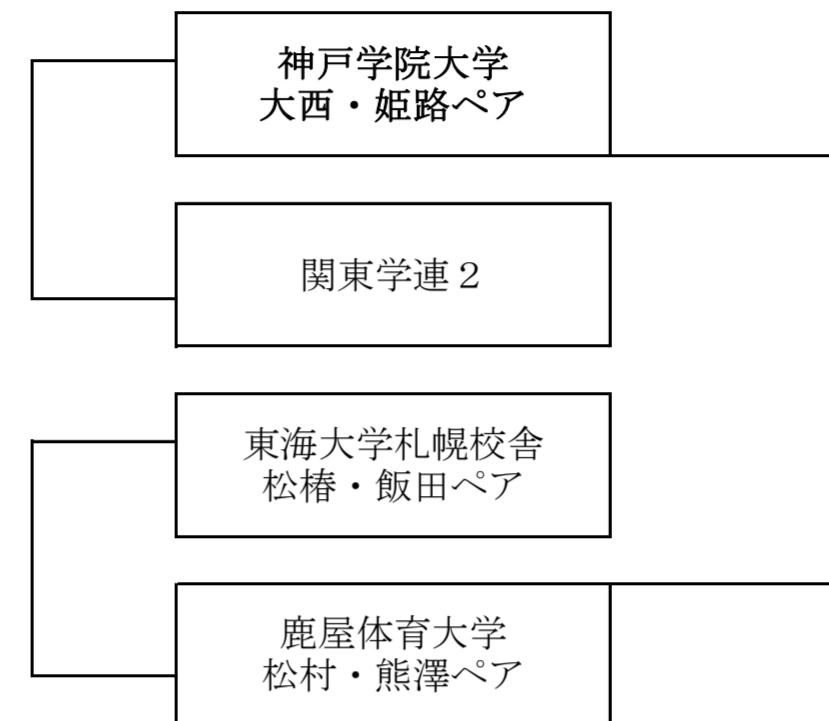 神戸学院大学
大西・姫路ペア
関東学連２
東海大学札幌校舎
松椿・飯田ペア
鹿屋体育大学
松村・熊澤ペア